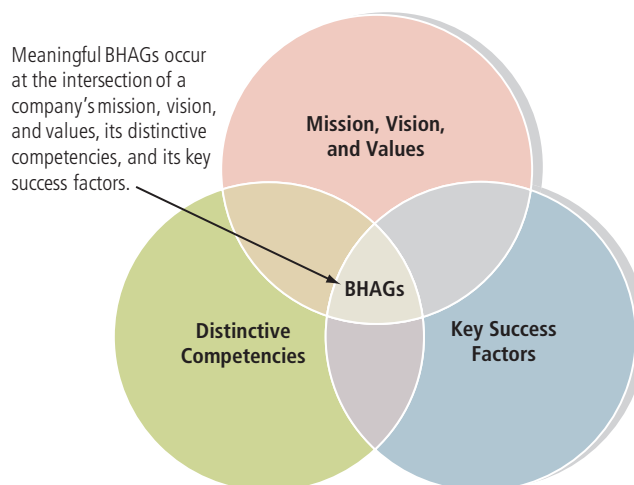 Meaningful BHAGs occur
at the intersection of a
company's mission, vision,
and values, its distinctive
competencies, and its key
success factors.
Mission, Vision,
and Values
BHAGs
Distinctive
Competencies
Key Success
Factors